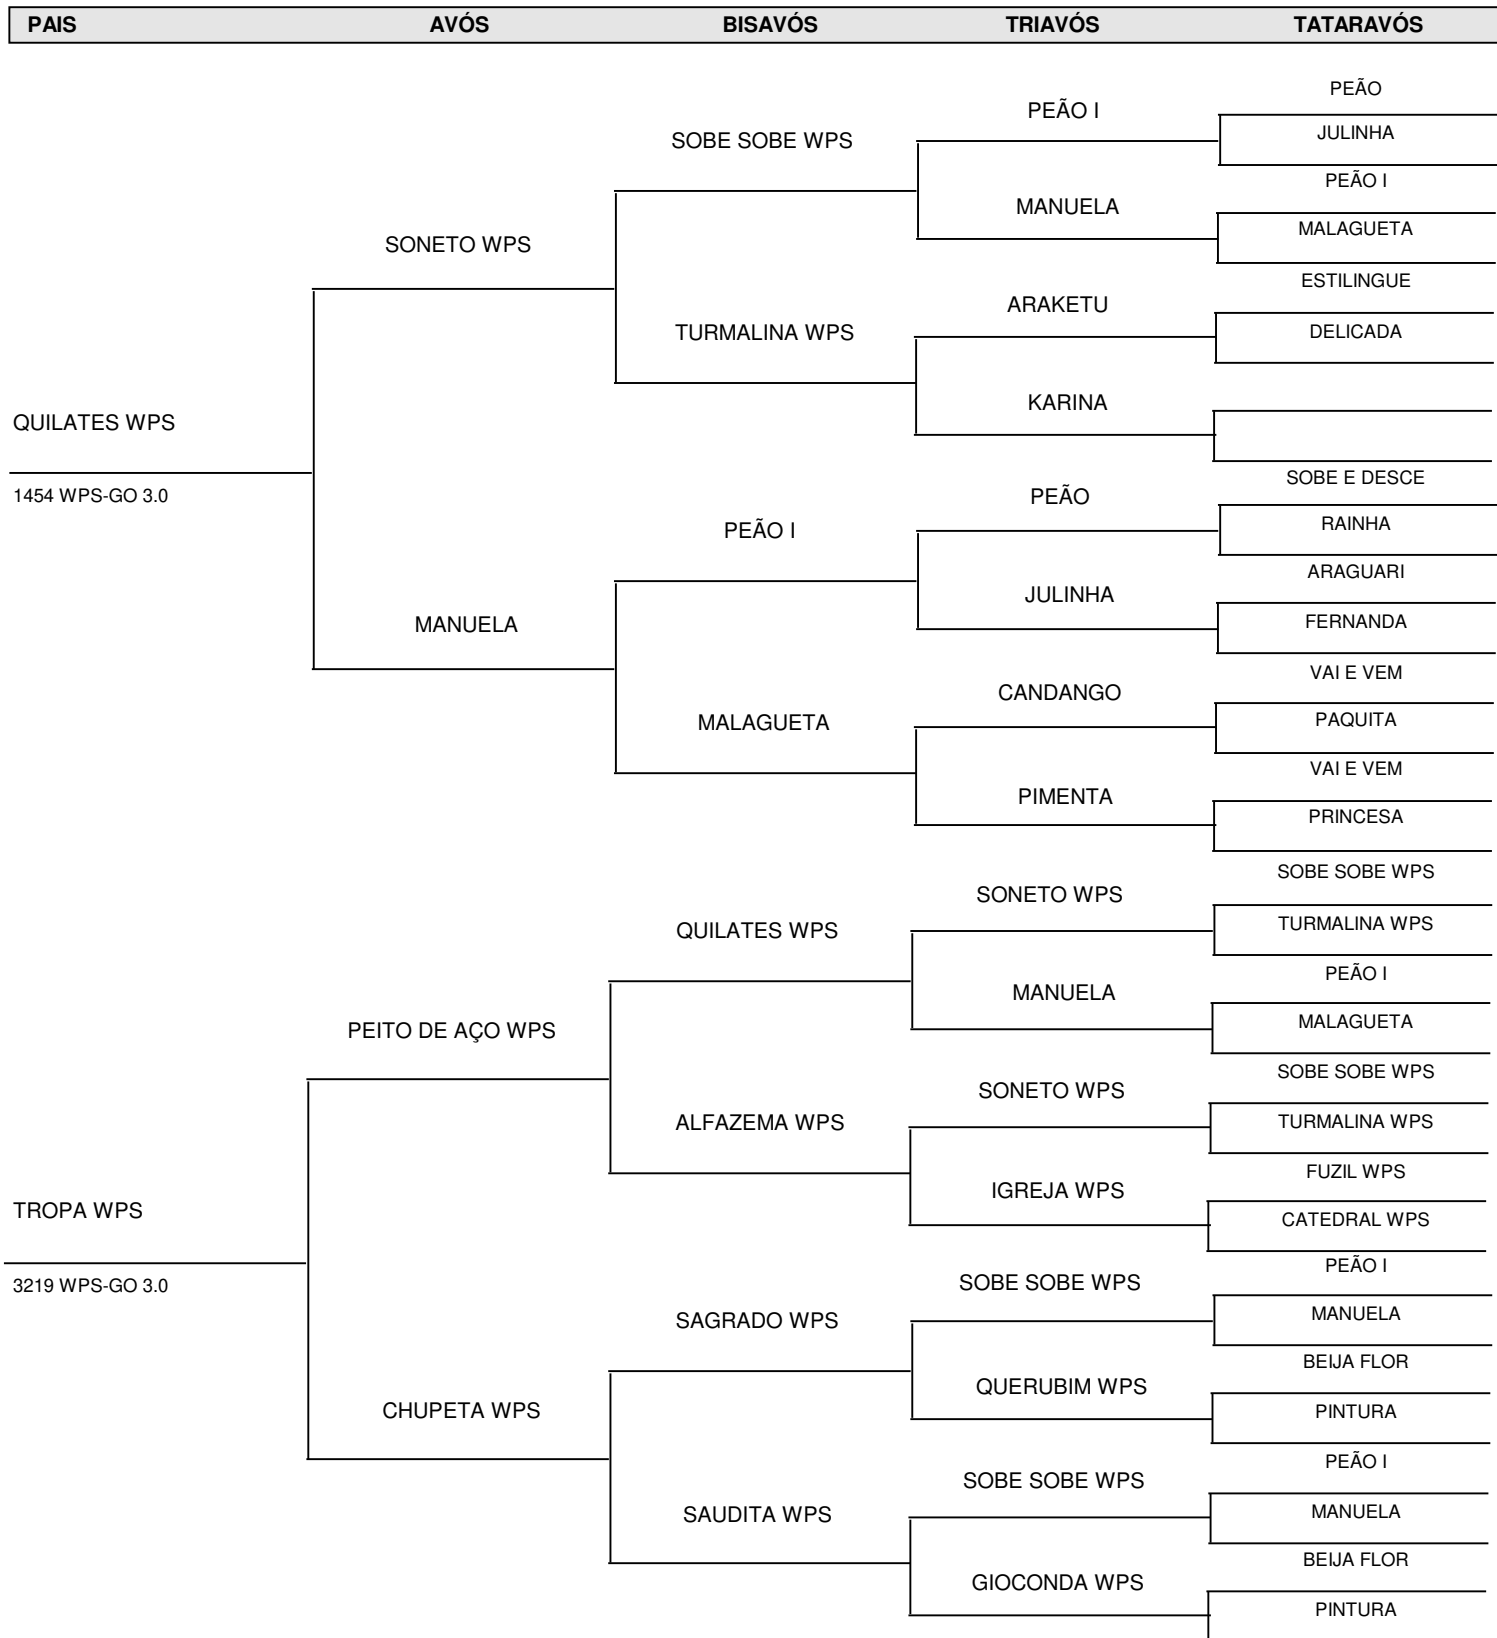 PAIS AVÓS BISAVÓS TRIAVÓS TATARAVÓS
PEÃO
PEÃO I
JULINHA
SOBE SOBE WPS
PEÃO I
MANUELA
MALAGUETA
SONETO WPS
ESTILINGUE
ARAKETU
TURMALINA WPS
DELICADA
KARINA
QUILATES WPS
SOBE E DESCE
1454 WPS-GO 3.0
PEÃO
RAINHA
PEÃO I
ARAGUARI
JULINHA
FERNANDA
MANUELA
VAI E VEM
CANDANGO
PAQUITA
MALAGUETA
VAI E VEM
PIMENTA
PRINCESA
SOBE SOBE WPS
SONETO WPS
TURMALINA WPS
QUILATES WPS
PEÃO I
MANUELA
MALAGUETA
PEITO DE AÇO WPS
SOBE SOBE WPS
SONETO WPS
TURMALINA WPS
ALFAZEMA WPS
FUZIL WPS
IGREJA WPS
TROPA WPS
CATEDRAL WPS
PEÃO I
SOBE SOBE WPS
3219 WPS-GO 3.0
MANUELA
SAGRADO WPS
BEIJA FLOR
QUERUBIM WPS
CHUPETA WPS
PINTURA
PEÃO I
SOBE SOBE WPS
MANUELA
SAUDITA WPS
BEIJA FLOR
GIOCONDA WPS
PINTURA